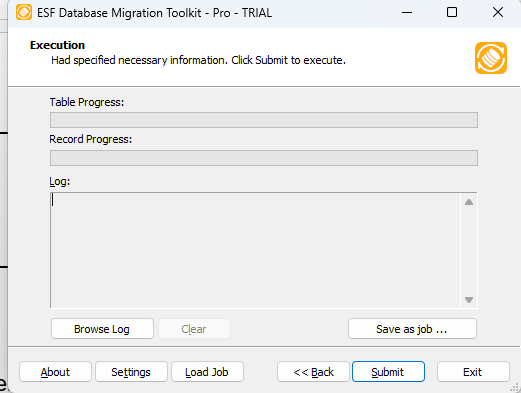 ESF Database Migration Toolkit - Pro - TRIAL
Execution
Had specified necessary information. Click Submit to execute.
Table Progress:
Record Progress:
Log:
Browse Log
Clear
Save as job ...
About
Settings
Load Job
<< Back
Submit
Exit
e